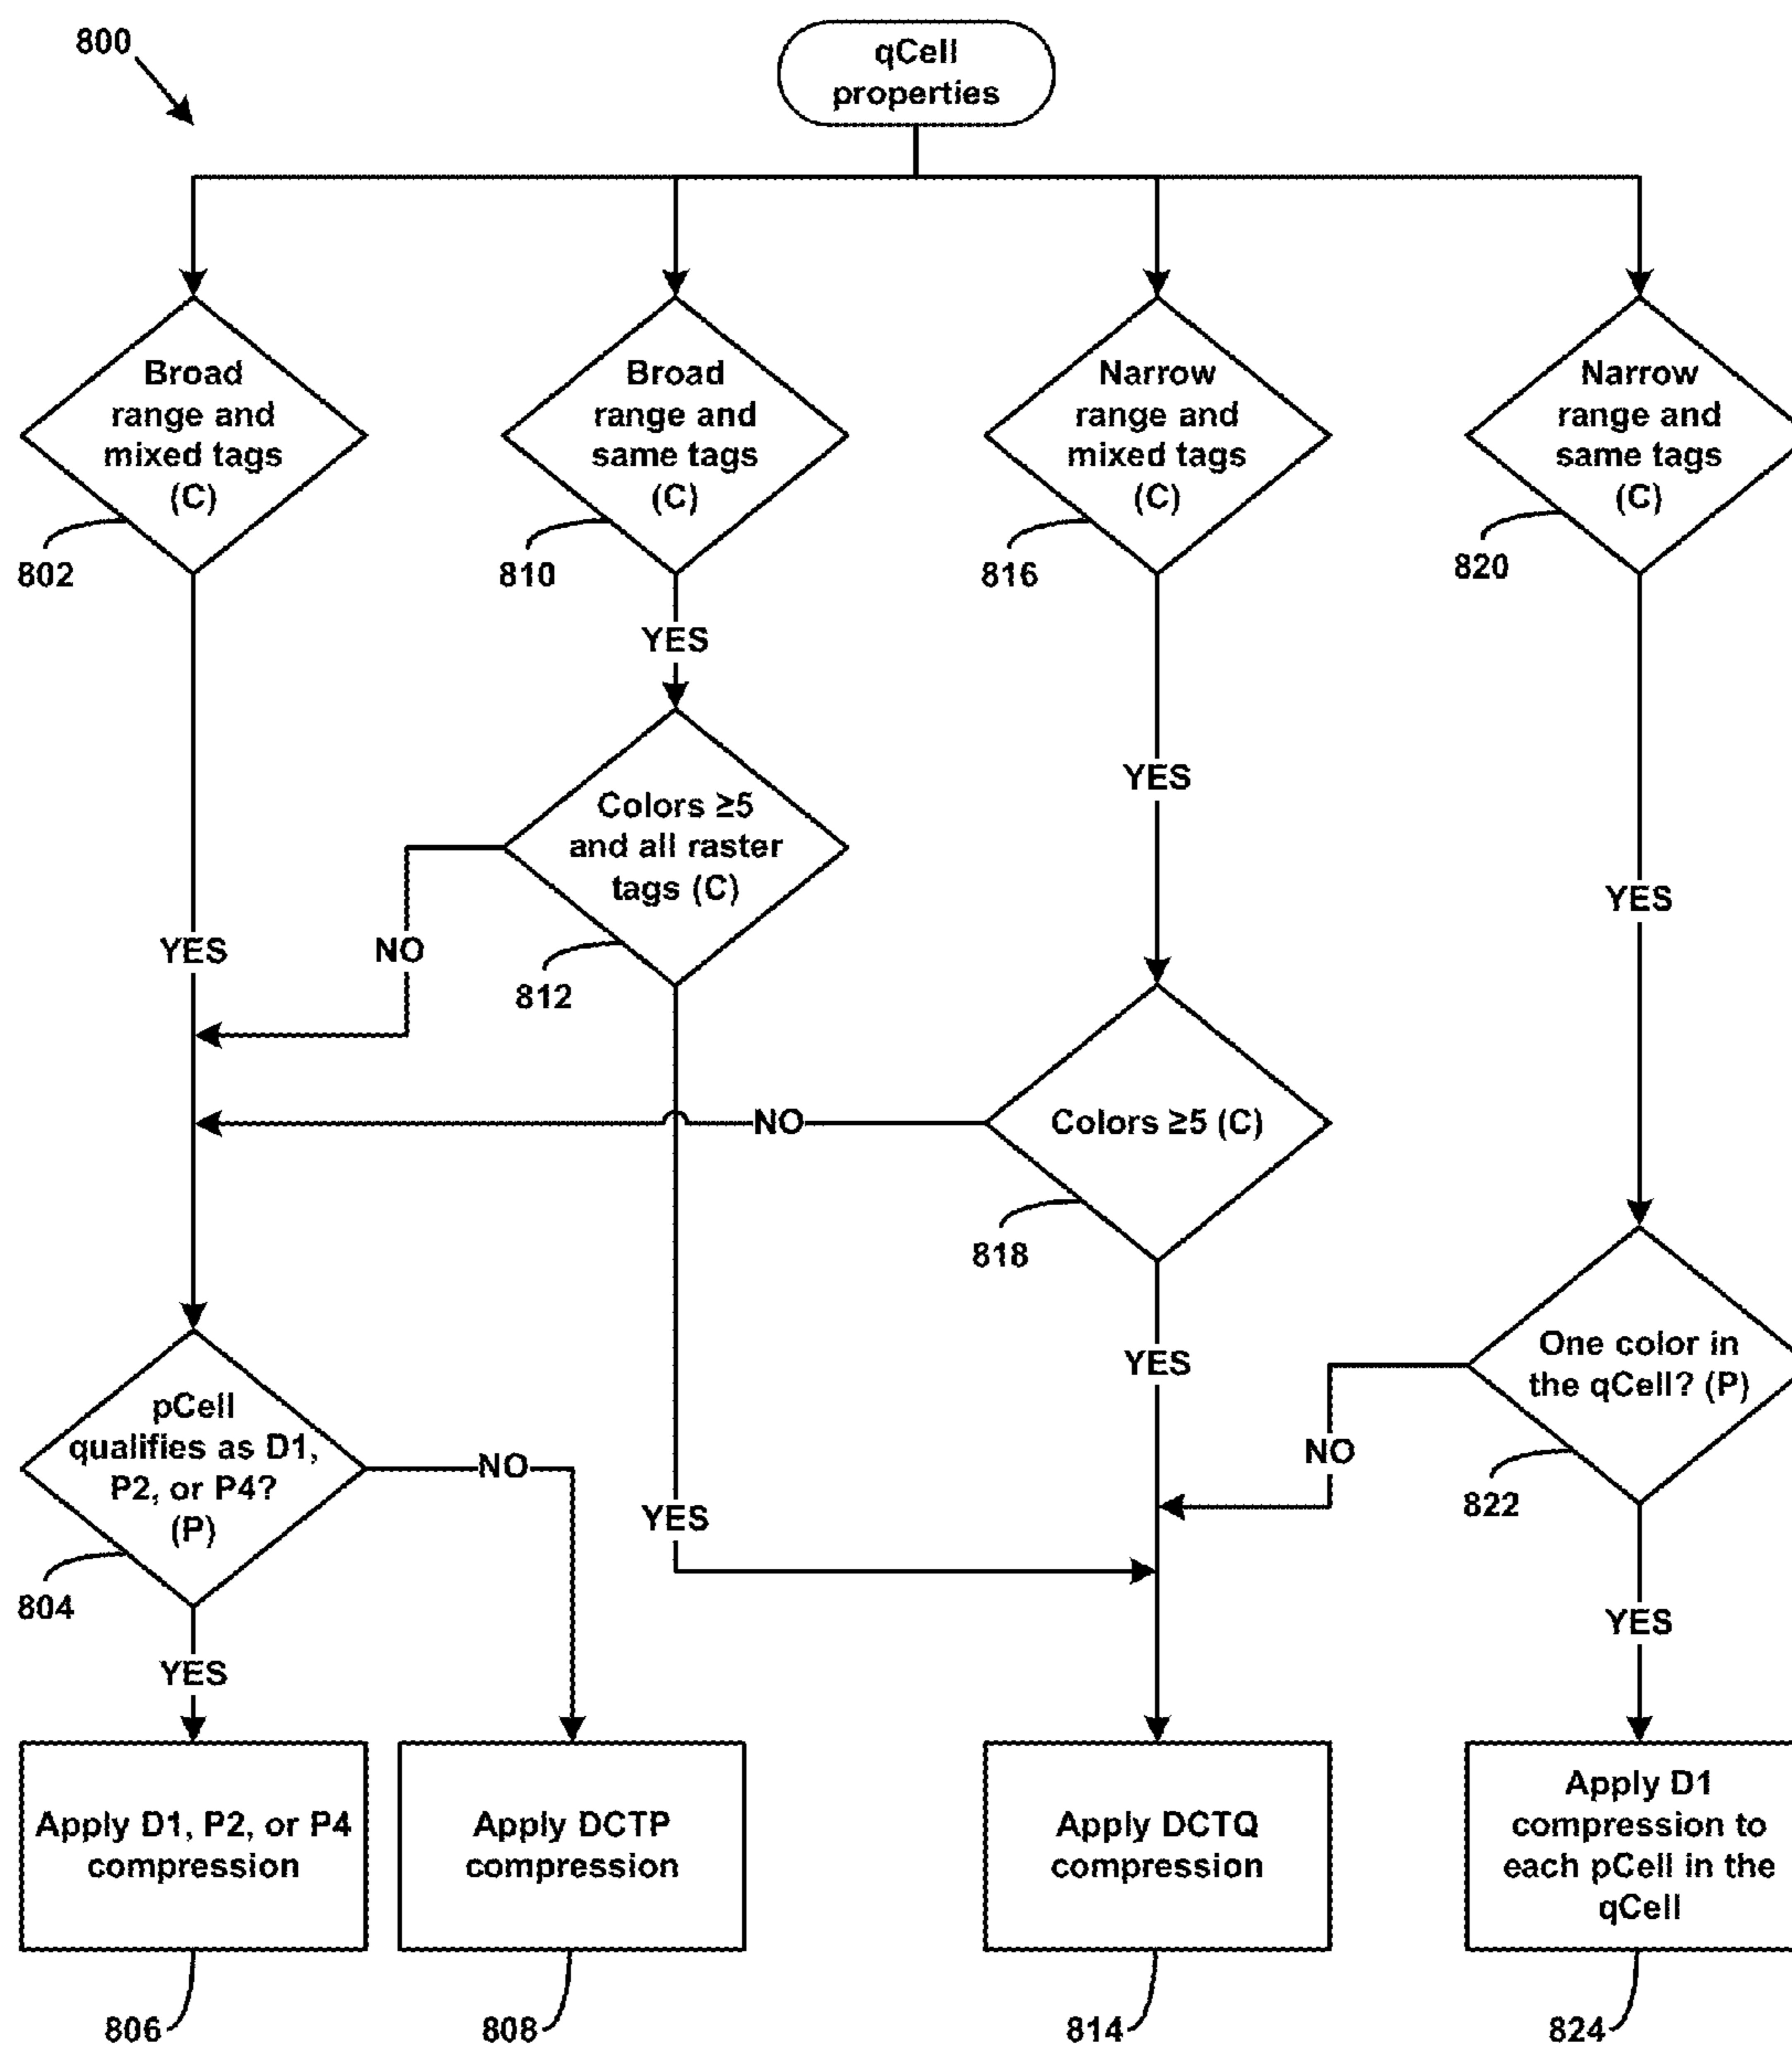 800
qCell
properties
Broad
range and
mixed tags
(C)
802
Broad
range and
same tags
(C)
810
Narrow
range and
mixed tags
(C)
816
Narrow
range and
same tags
(C)
820
YES
YES
YES
YES
Colors ≥5
and all raster
tags (C)
812
NO
Colors ≥5 (C)
818
NO
YES
One color in
the qCell? (P)
822
NO
YES
pCell
qualifies as D1,
P2, or P4?
(P)
804
NO
YES
YES
Apply D1, P2, or P4
compression
806
Apply DCTP
compression
808
Apply DCTQ
compression
814
Apply D1
compression to
each pCell in the
qCell
824